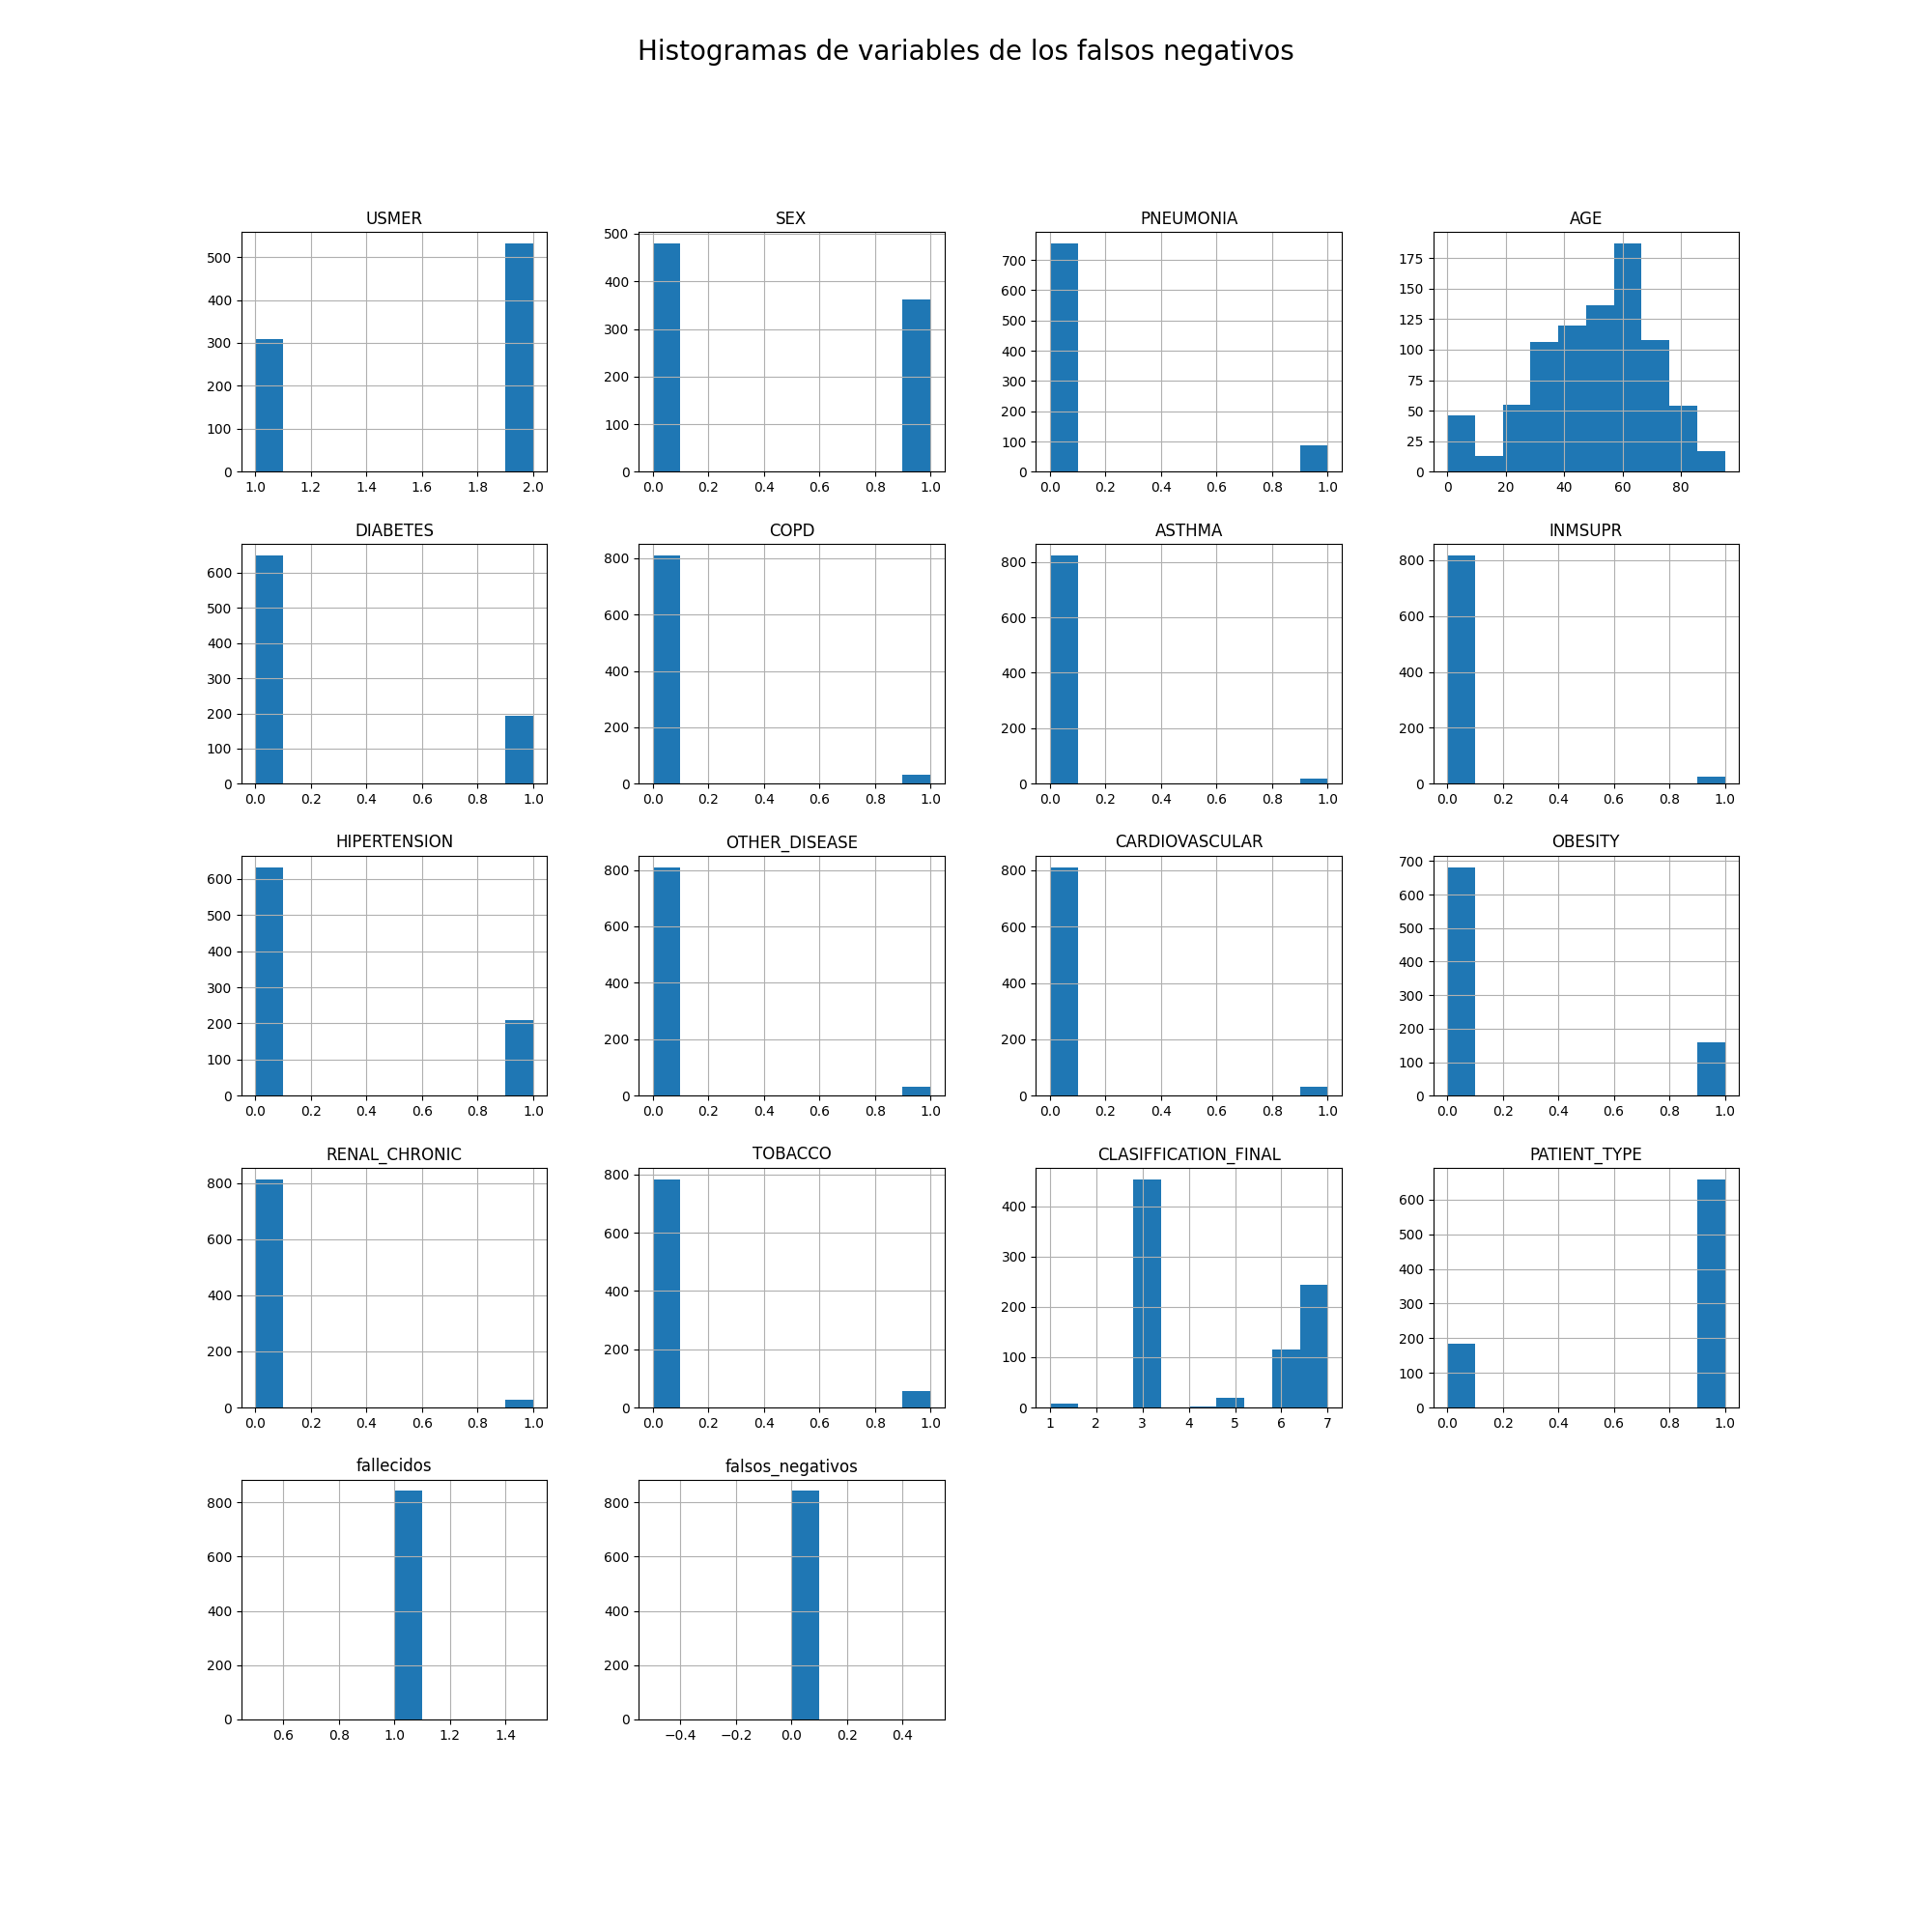 Histogramas de variables de los falsos negativos
USMER SEX PNEUMONIA AGE
500 400 300 200 100 0
1.0 1.2 1.4 1.6 1.8 2.0
500 400 300 200 100 0
0.0 0.2 0.4 0.6 0.8 1.0
700 600 500 400 300 200 100 0
0.0 0.2 0.4 0.6 0.8 1.0
175 150 125 100 75 50 25 0
0 20 40 60 80
DIABETES COPD ASTHMA INMSUPR
600 500 400 300 200 100 0
0.0 0.2 0.4 0.6 0.8 1.0
800 600 400 200 0
0.0 0.2 0.4 0.6 0.8 1.0
800 600 400 200 0
0.0 0.2 0.4 0.6 0.8 1.0
800 600 400 200 0
0.0 0.2 0.4 0.6 0.8 1.0
HIPERTENSION OTHER_DISEASE CARDIOVASCULAR OBESITY
600 500 400 300 200 100 0
0.0 0.2 0.4 0.6 0.8 1.0
800 600 400 200 0
0.0 0.2 0.4 0.6 0.8 1.0
800 600 400 200 0
0.0 0.2 0.4 0.6 0.8 1.0
700 600 500 400 300 200 100 0
0.0 0.2 0.4 0.6 0.8 1.0
RENAL_CHRONIC TOBACCO CLASIFFICATION_FINAL PATIENT_TYPE
800 600 400 200 0
0.0 0.2 0.4 0.6 0.8 1.0
800 600 400 200 0
0.0 0.2 0.4 0.6 0.8 1.0
400 300 200 100 0
1 2 3 4 5 6 7
600 500 400 300 200 100 0
0.0 0.2 0.4 0.6 0.8 1.0
fallecidos falsos_negativos
800 600 400 200 0
0.6 0.8 1.0 1.2 1.4
800 600 400 200 0
−0.4 −0.2 0.0 0.2 0.4